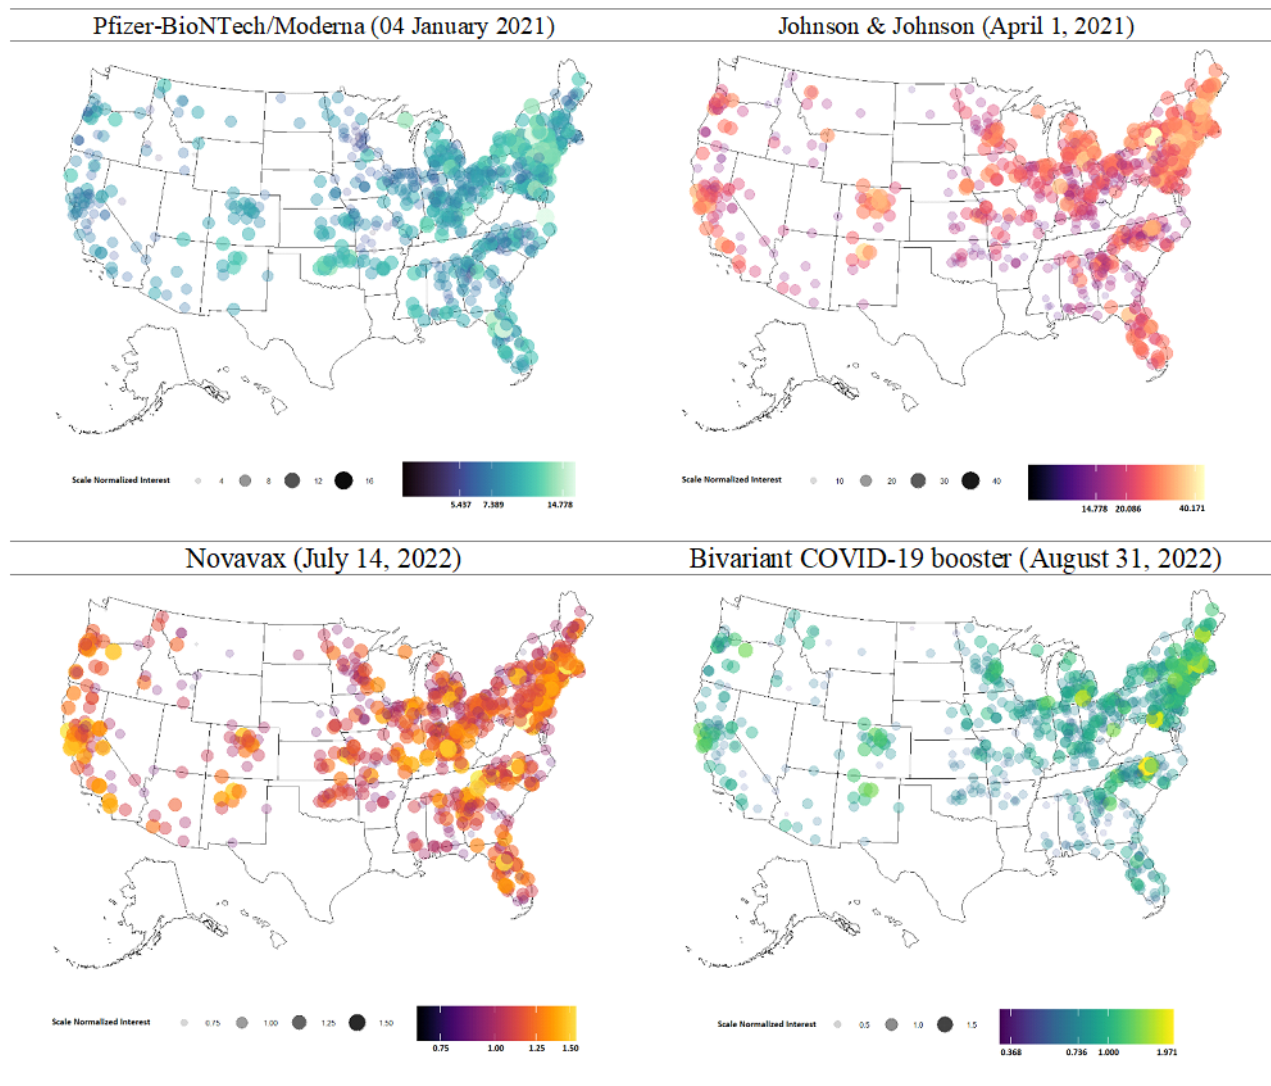 Pfizer-BioNTech/Moderna (04 January 2021)
Johnson & Johnson (April 1, 2021)
Scale Normalized Interest 4 8 12 16
5.437 7.389 14.778
Scale Normalized Interest 10 20 30 40
14.778 20.086 40.171
Novavax (July 14, 2022)
Bivariant COVID-19 booster (August 31, 2022)
Scale Normalized Interest 0.75 1.00 1.25 1.50
0.75 1.00 1.25 1.50
Scale Normalized Interest 0.5 1.0 1.5
0.368 0.736 1.000 1.971